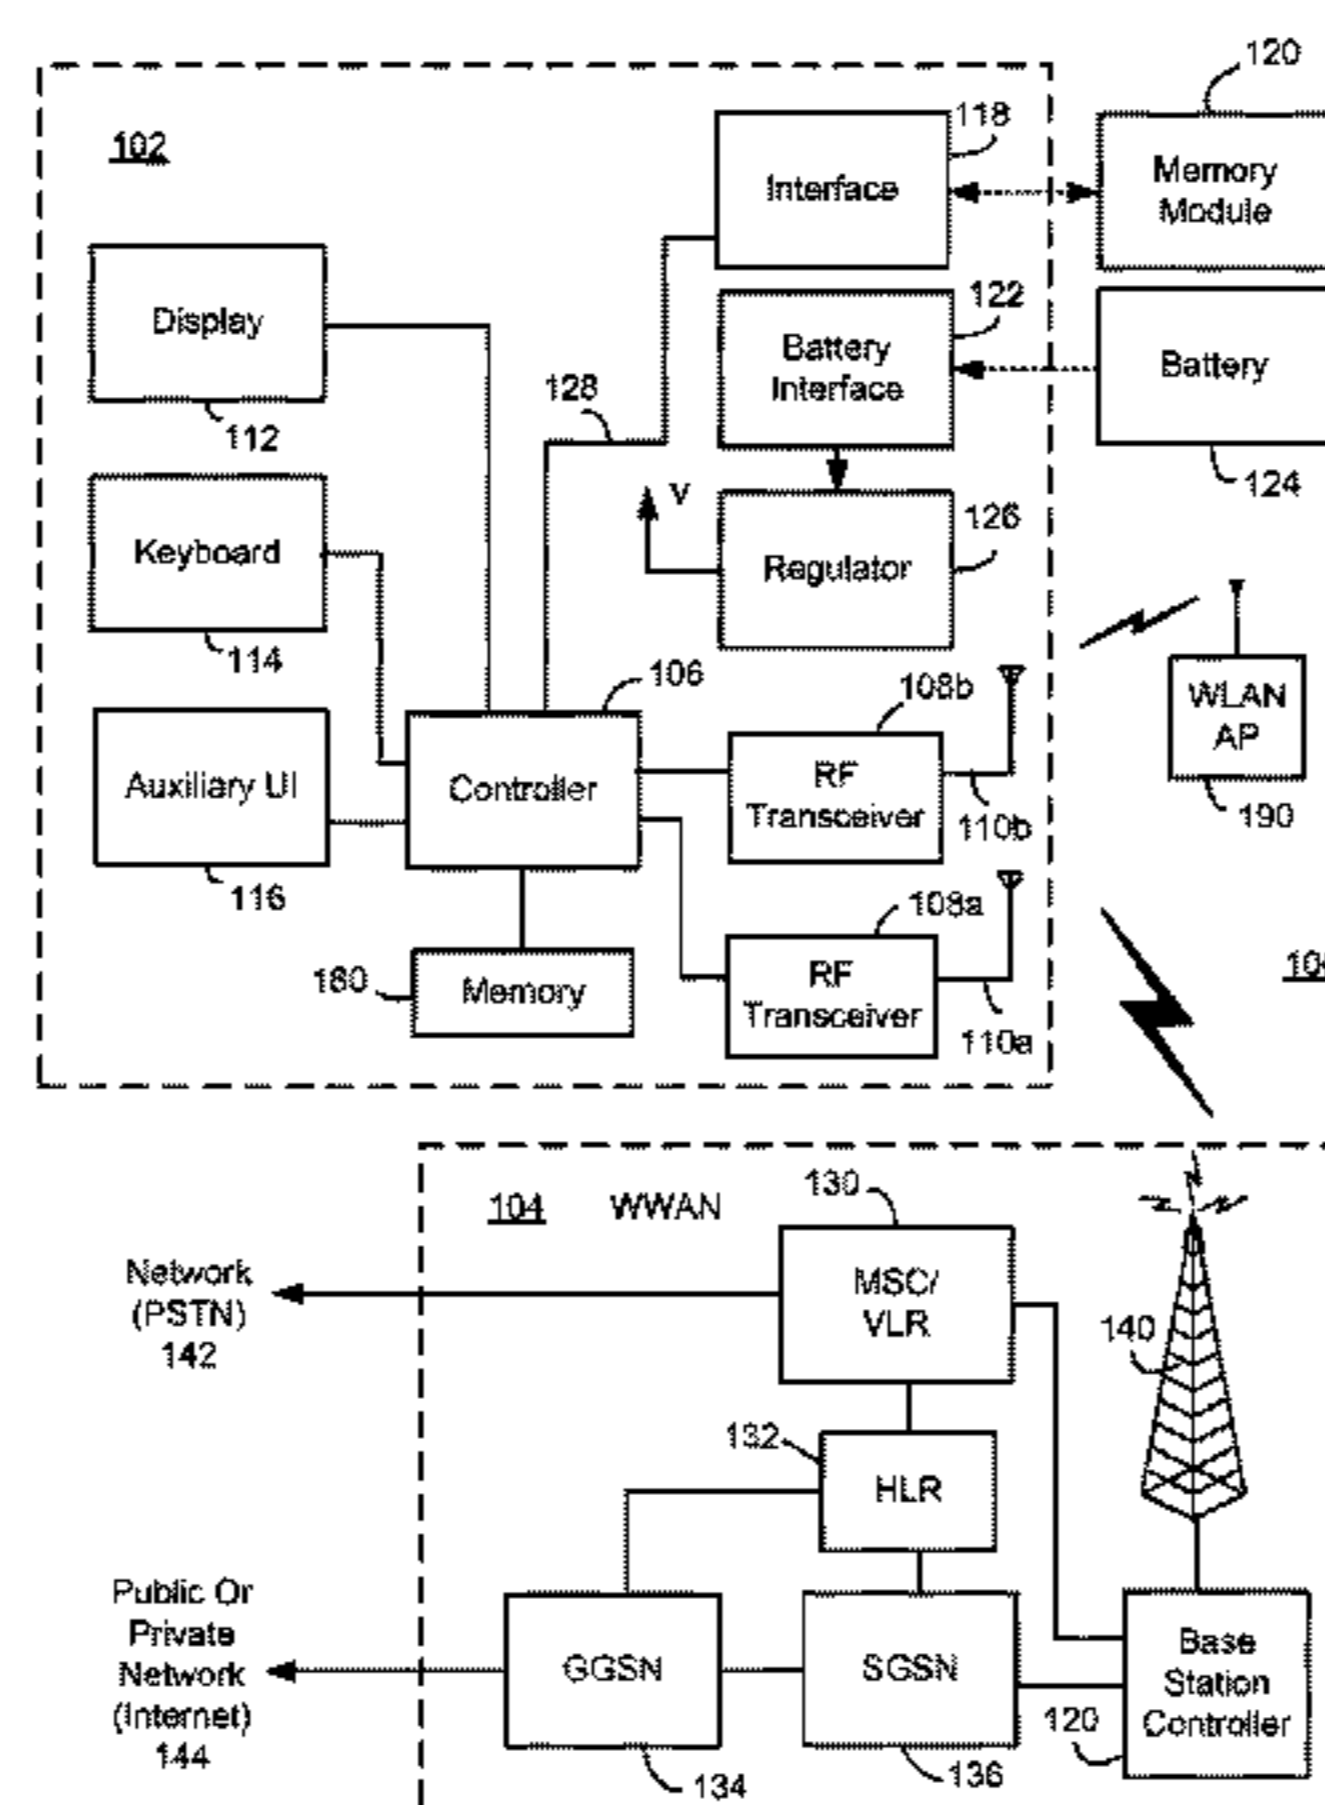 120
118
102
Interface
Memory
Module
Display
122
Battery
Interface
Battery
128
112
124
V
126
Keyboard
Regulator
114
106
108b
WLAN
AP
Auxiliary UI
Controller
RF
Transceiver
110b
190
116
108a
180
Memory
RF
Transceiver
110a
104
WWAN
130
Network
(PSTN)
142
MSC/
VLR
140
132
HLR
Public Or
Private
Network
(Internet)
144
GGSN
SGSN
Base
Station
Controller
120
134
136